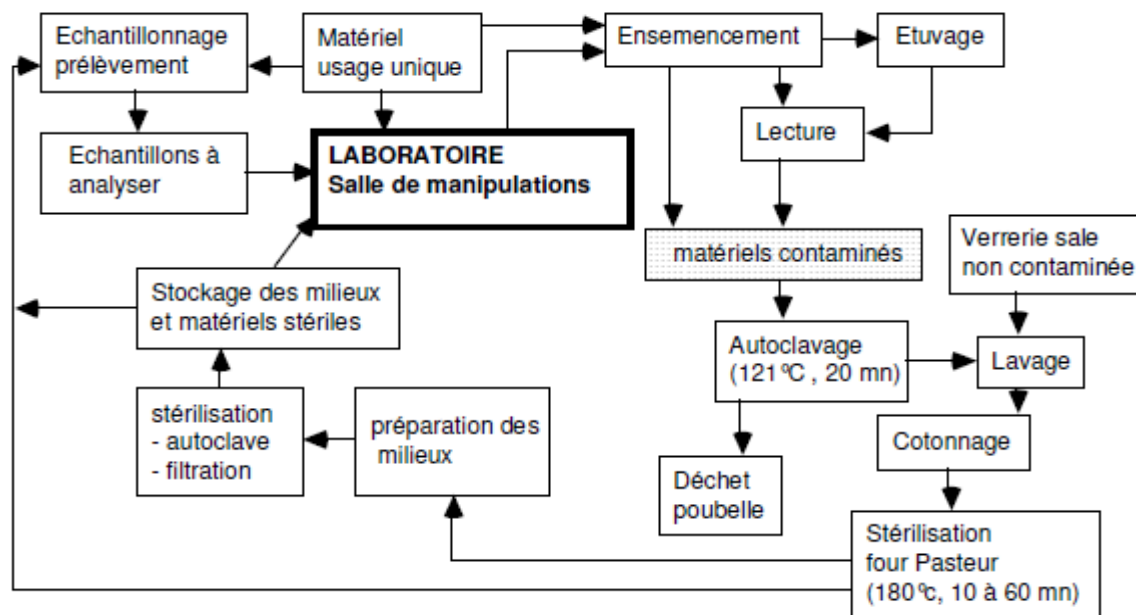 Echantillonnage
prélèvement
Matériel
usage unique
Ensemencement
Etuvage
Lecture
Echantillons à
analyser
LABORATOIRE
Salle de manipulations
matériels contaminés
Verrerie sale
non contaminée
Stockage des milieux
et matériels stériles
Autoclavage
(121°C , 20 mn)
Lavage
stérilisation
- autoclave
- filtration
préparation des
milieux
Cotonnage
Déchet
poubelle
Stérilisation
four Pasteur
(180°c, 10 à 60 mn)